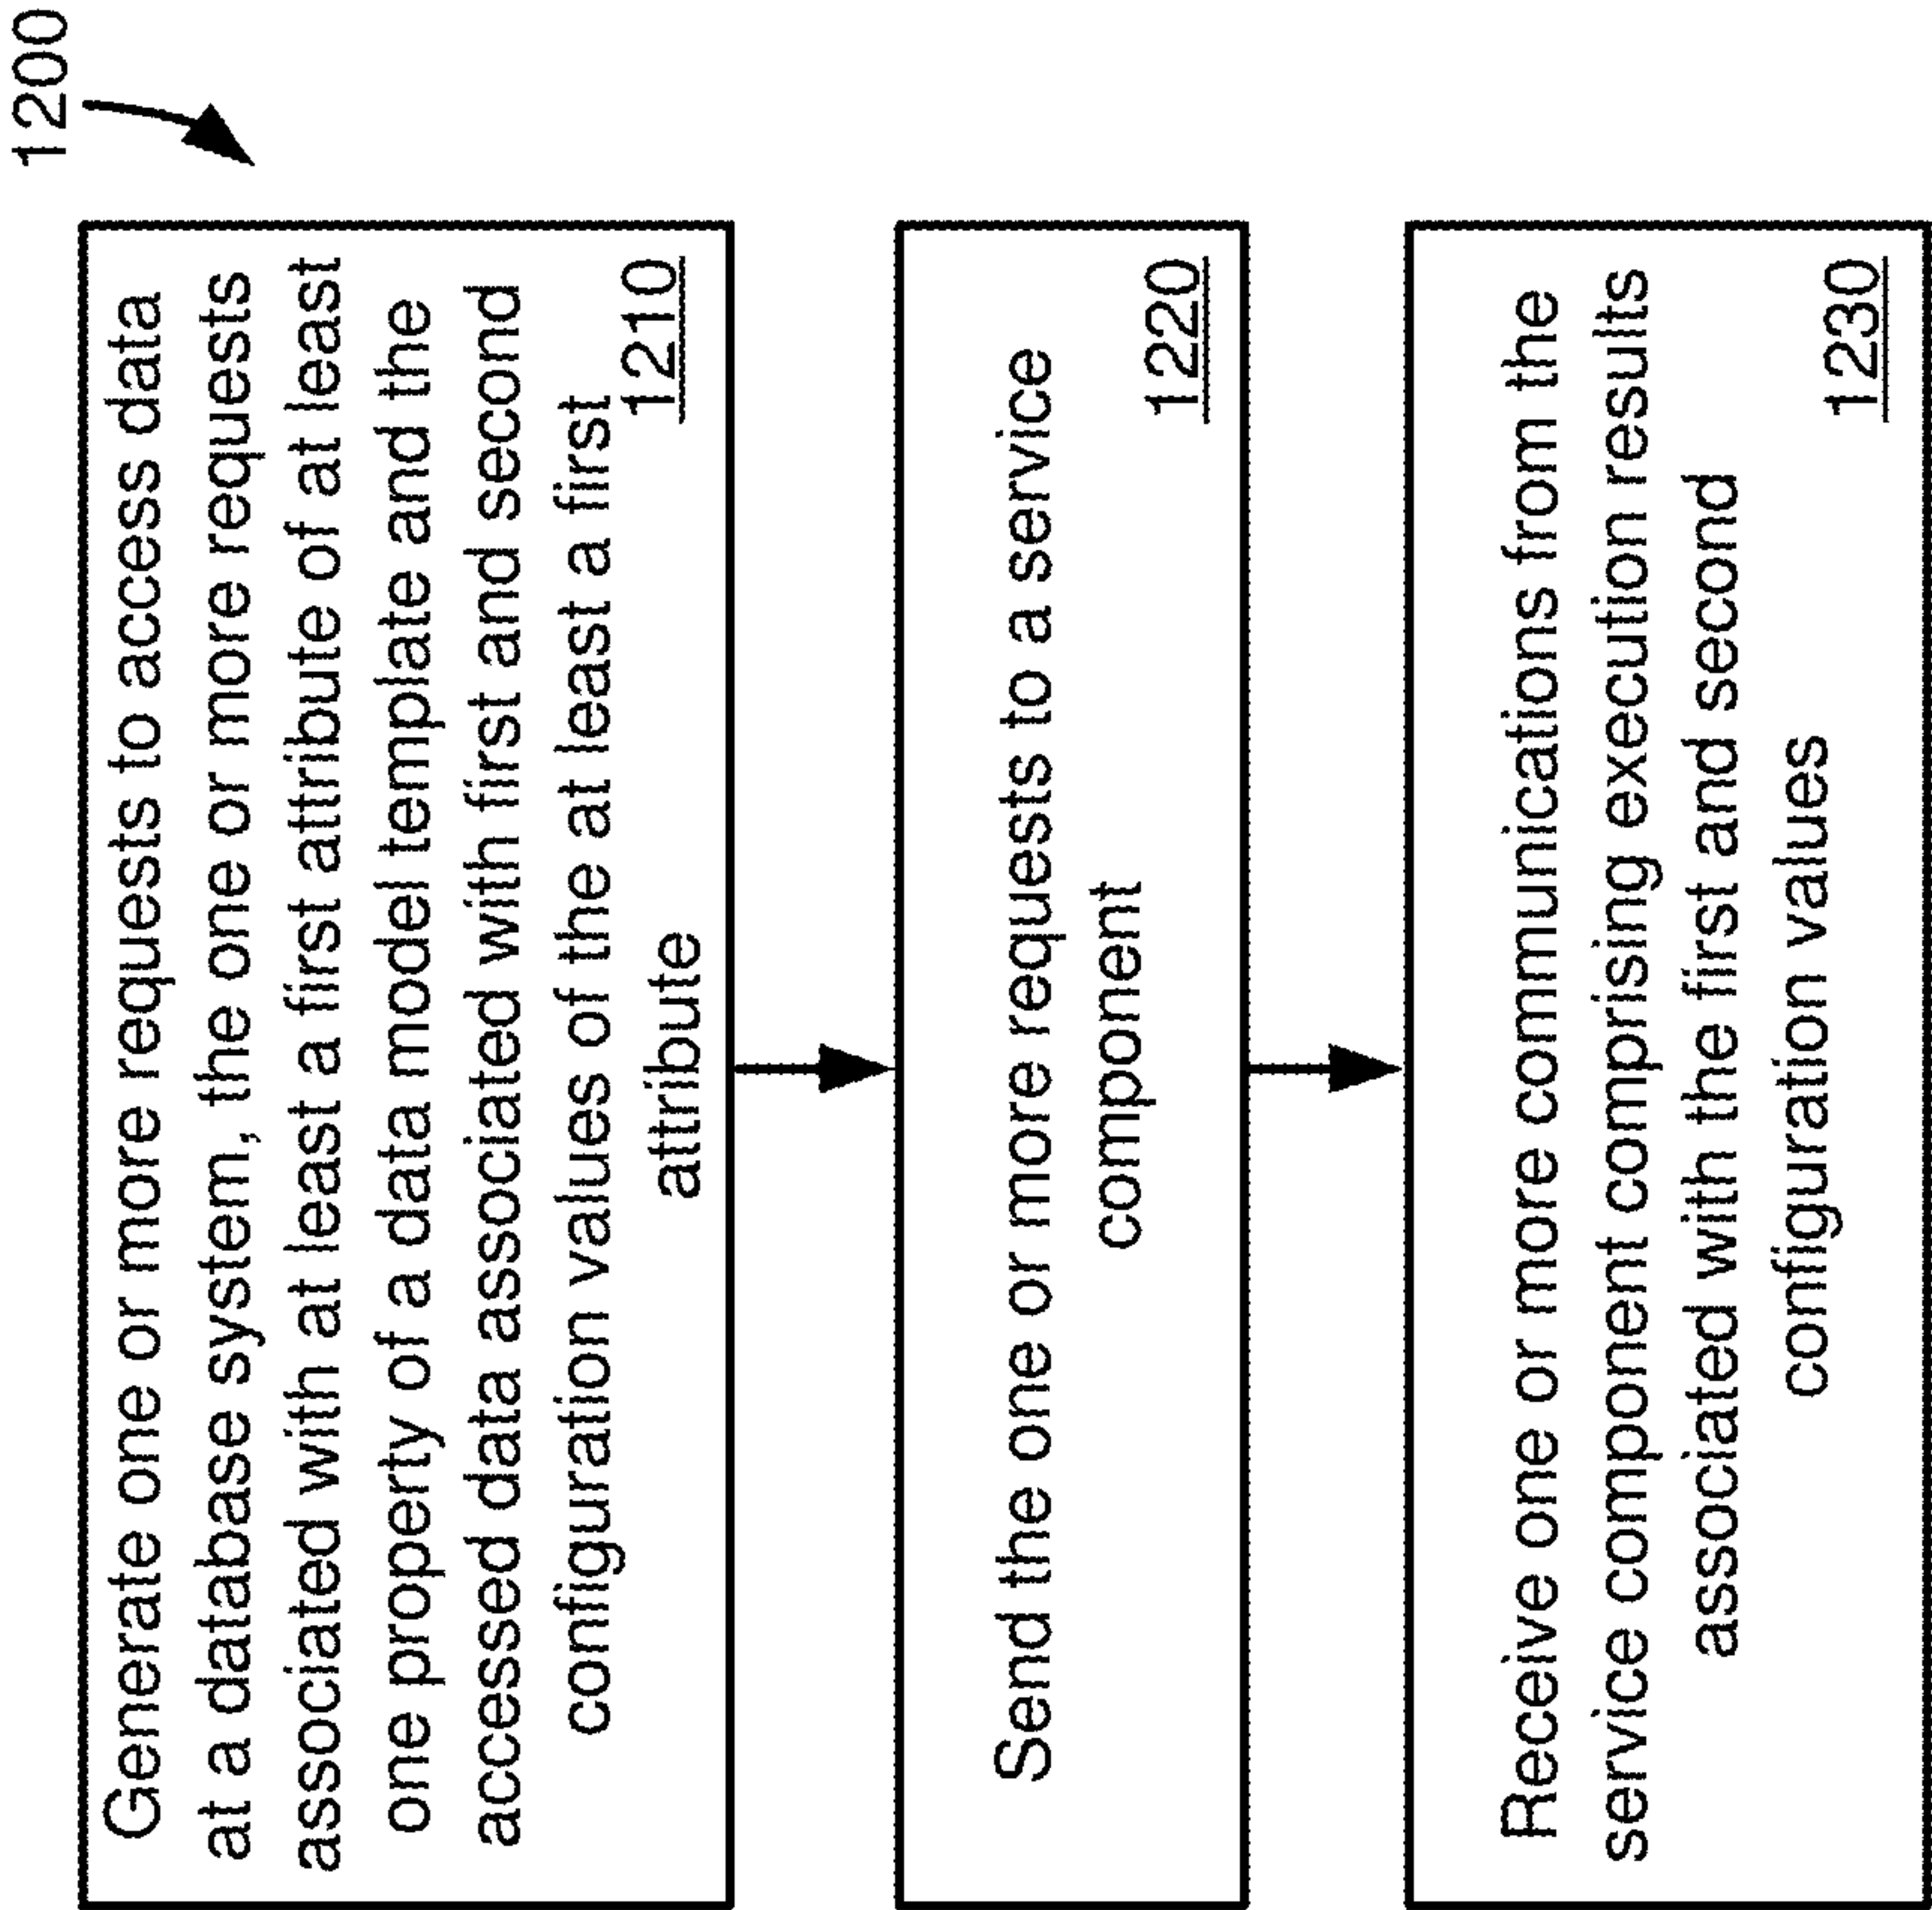 1200
Generate one or more requests to access data
at a database system, the one or more requests
associated with at least a first attribute of at least
one property of a data model template and the
accessed data associated with first and second
configuration values of the at least a first
attribute
1210
Send the one or more requests to a service
component
1220
Receive one or more communications from the
service component comprising execution results
associated with the first and second
configuration values
1230